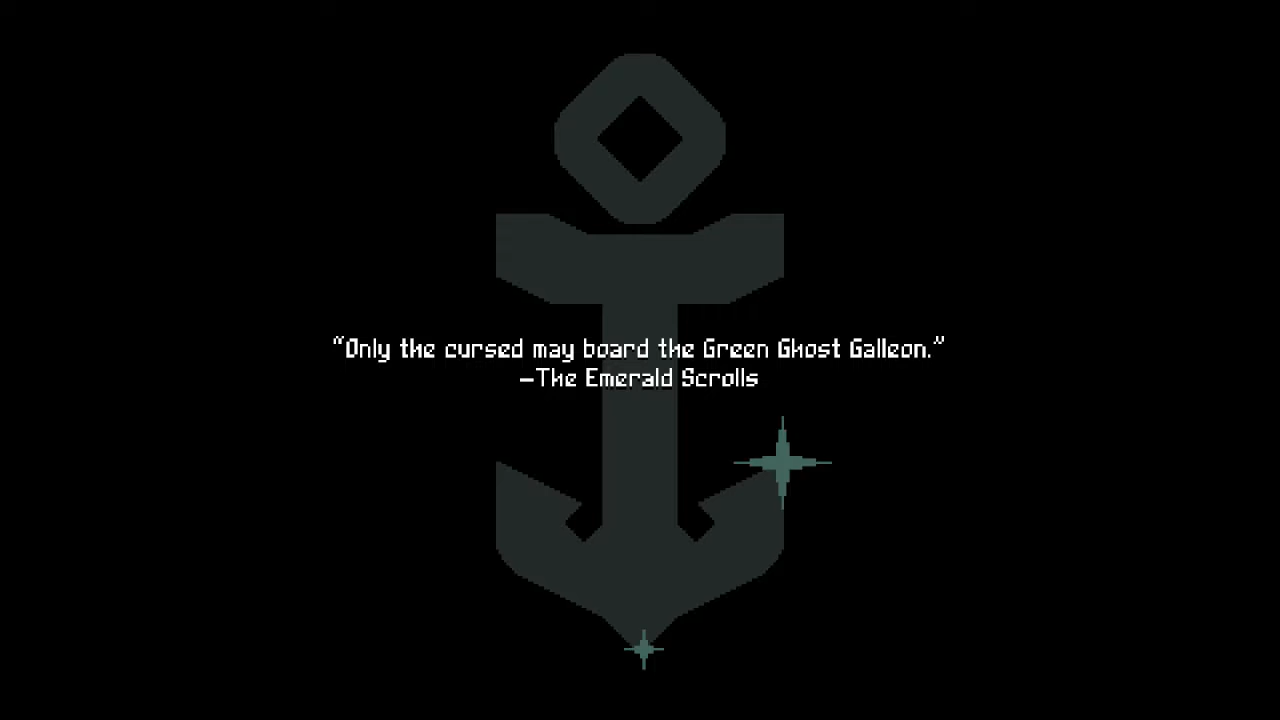 “Only the cursed may board the Green Ghost Galleon.”
–The Emerald Scrolls